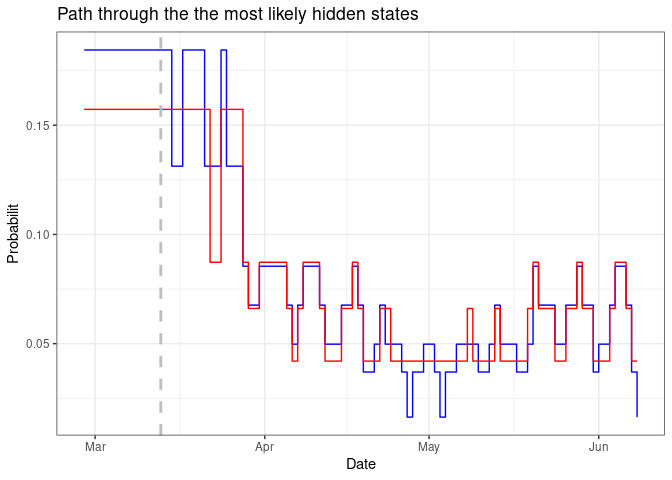 Path through the the most likely hidden states
Probabilit
0.15
0.10
0.05
Mar
Apr
May
Jun
Date